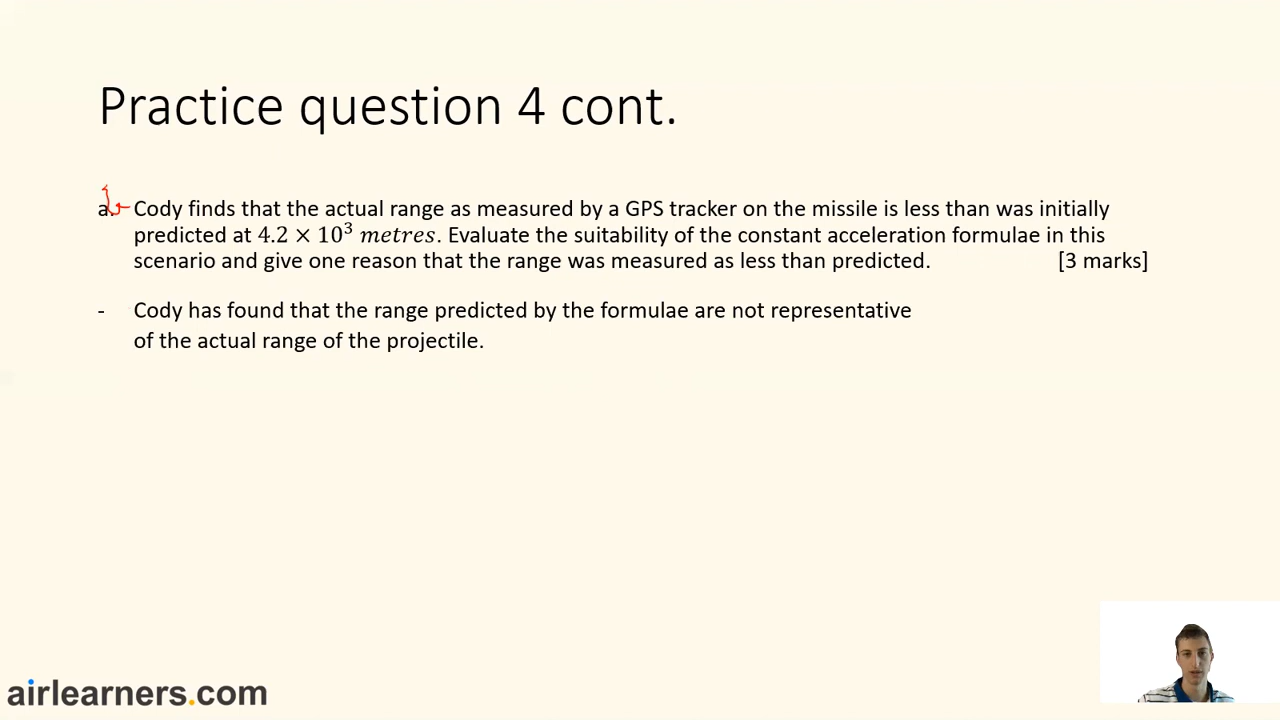 Practice question 4 cont.
a. Cody finds that the actual range as measured by a GPS tracker on the missile is less than was initially
b
predicted at 4.2 × 10³ metres. Evaluate the suitability of the constant acceleration formulae in this
scenario and give one reason that the range was measured as less than predicted. [3 marks]
- Cody has found that the range predicted by the formulae are not representative
of the actual range of the projectile.
airlearners.com